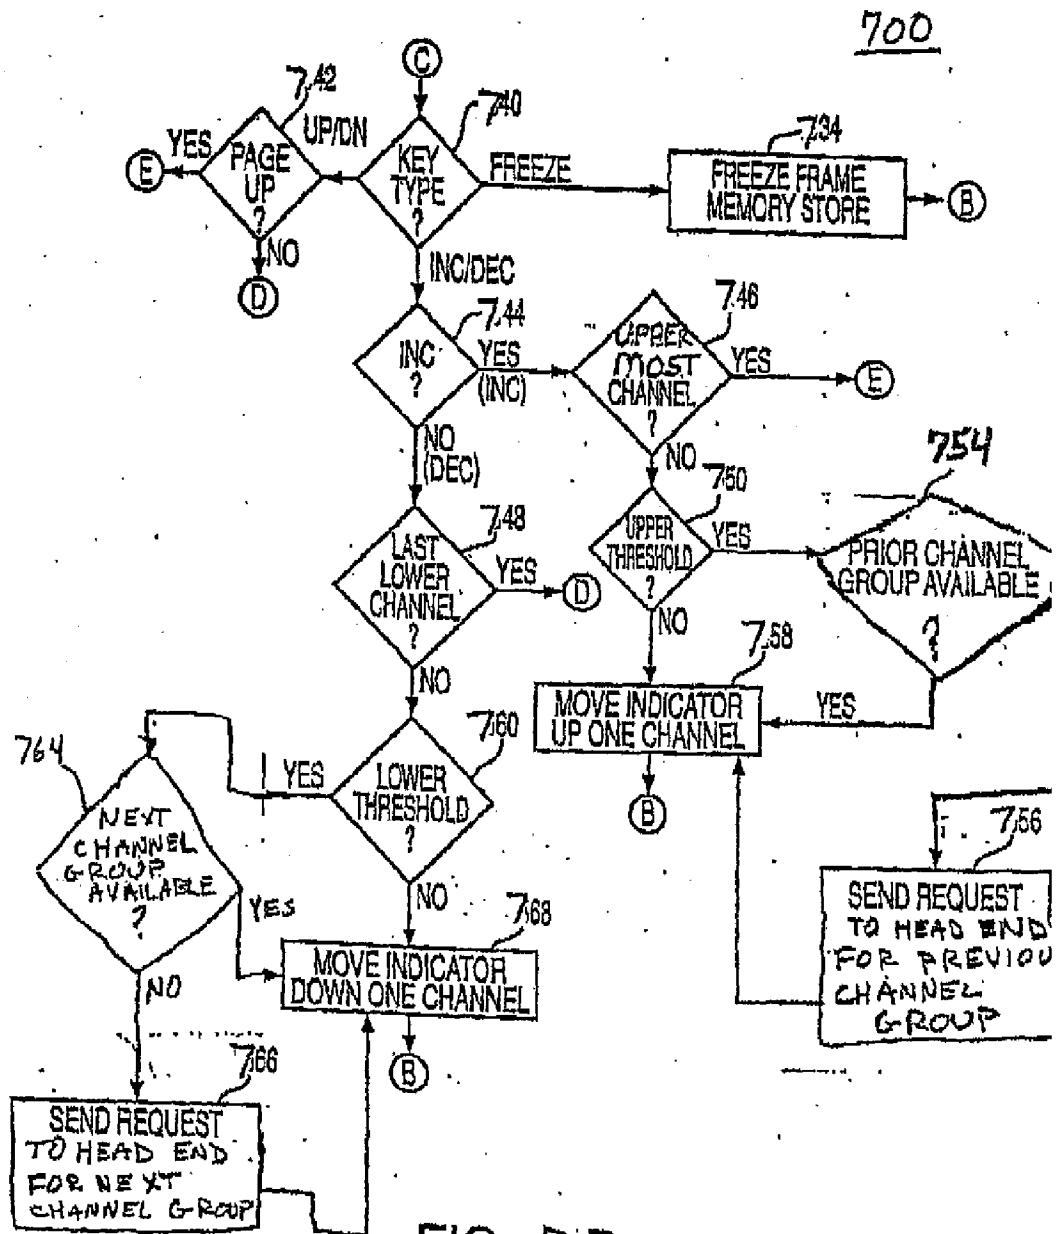 700
C
742
740
734
YES
UP/DN
PAGE
UP
?
KEY
TYPE
?
FREEZE
FREEZE FRAME
MEMORY STORE
E
B
NO
D
INC/DEC
744
746
INC
?
YES
(INC)
UPPER
MOST
CHANNEL
?
YES
E
NO
(DEC)
NO
754
748
750
LAST
LOWER
CHANNEL
?
YES
D
UPPER
THRESHOLD
?
YES
PRIOR CHANNEL
GROUP AVAILABLE
?
NO
NO
758
MOVE INDICATOR
UP ONE CHANNEL
YES
764
760
YES
LOWER
THRESHOLD
?
B
NEXT
CHANNEL
GROUP
AVAILABLE
?
YES
NO
756
768
SEND REQUEST
TO HEAD END
FOR PREVIOU
CHANNEL
GROUP
MOVE INDICATOR
DOWN ONE CHANNEL
NO
B
766
SEND REQUEST
TO HEAD END
FOR NEXT
CHANNEL GROUP